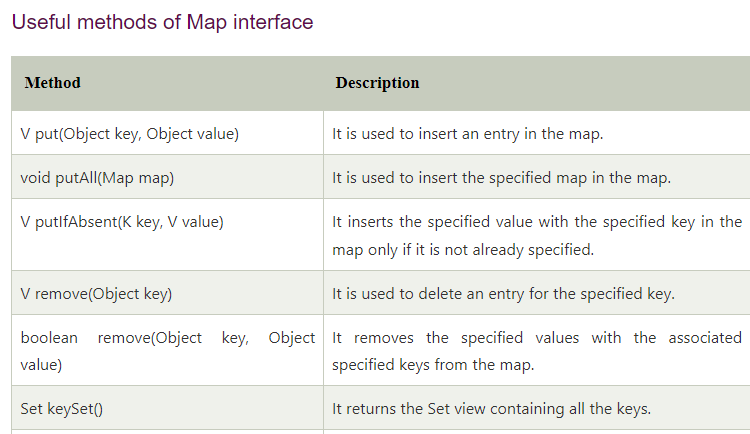 Useful methods of Map interface
Method Description
V put(Object key, Object value) It is used to insert an entry in the map.
void putAll(Map map) It is used to insert the specified map in the map.
V putIfAbsent(K key, V value) It inserts the specified value with the specified key in the
map only if it is not already specified.
V remove(Object key) It is used to delete an entry for the specified key.
boolean remove(Object key, Object It removes the specified values with the associated
value) specified keys from the map.
Set keySet() It returns the Set view containing all the keys.